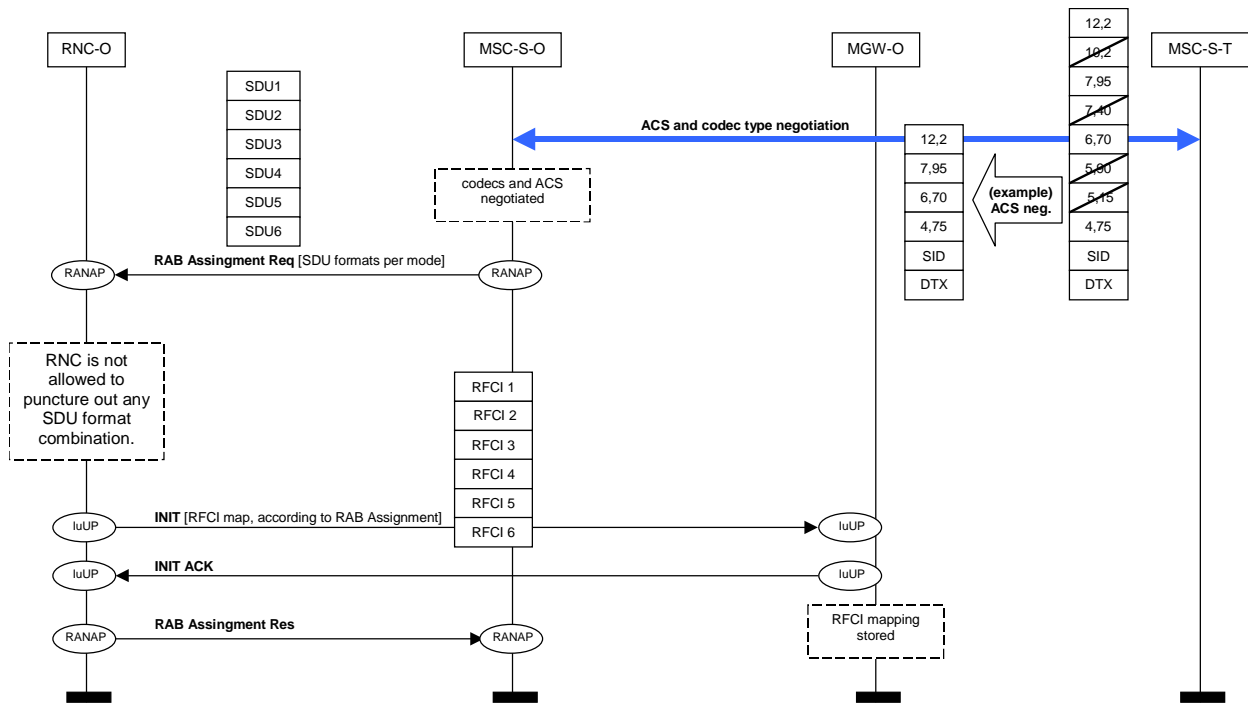 RNC-O
MSC-S-O
MGW-O
MSC-S-T
12,2
10,2
7,95
7,40
6,70
5,90
5,15
4,75
SID
DTX
SDU1
SDU2
SDU3
SDU4
SDU5
SDU6
ACS and codec type negotiation
12,2
7,95
6,70
4,75
SID
DTX
(example)
ACS neg.
codecs and ACS
negotiated
RANAP
RAB Assingment Req [SDU formats per mode]
RANAP
RNC is not
allowed to
puncture out any
SDU format
combination.
RFCI 1
RFCI 2
RFCI 3
RFCI 4
RFCI 5
RFCI 6
IuUP
INIT [RFCI map, according to RAB Assignment]
IuUP
IuUP
INIT ACK
IuUP
RFCI mapping
stored
RANAP
RAB Assingment Res
RANAP